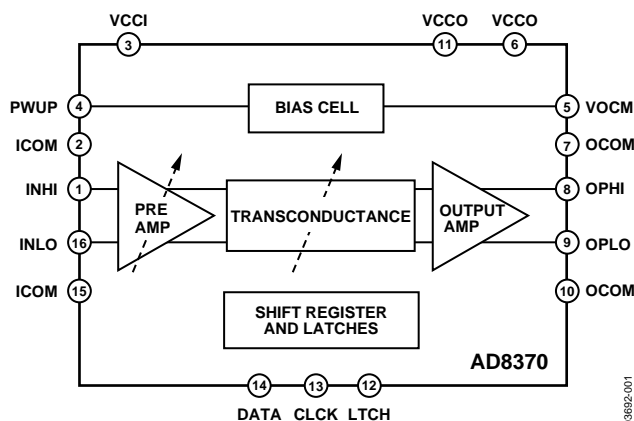 VCCI
VCCO
VCCO
3
11
6
PWUP 4
BIAS CELL
5 VOCM
ICOM 2
7 OCOM
INHI 1
PRE
AMP
TRANSCONDUCTANCE
OUTPUT
AMP
8 OPHI
INLO 16
9 OPLO
ICOM 15
10 OCOM
SHIFT REGISTER
AND LATCHES
AD8370
14
13
12
DATA CLCK LTCH
03692-001